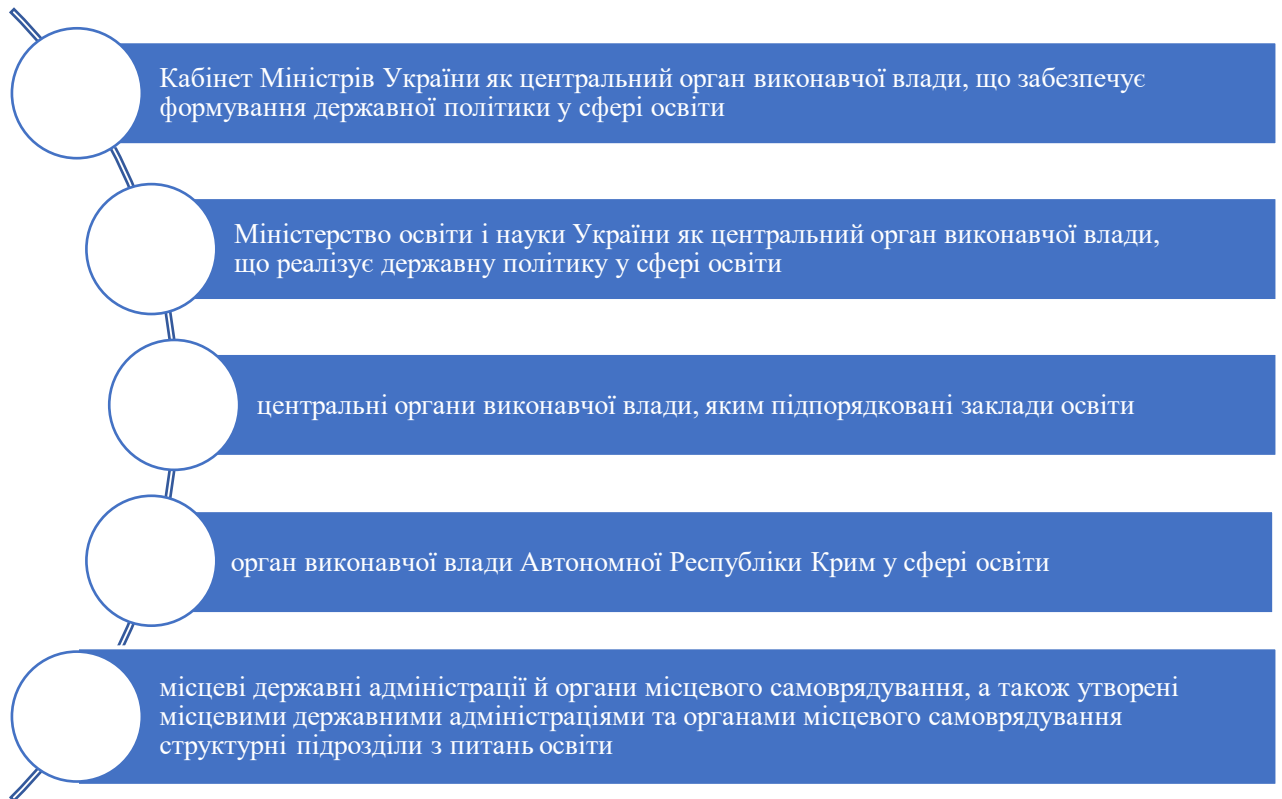 Кабінет Міністрів України як центральний орган виконавчої влади, що забезпечує
формування державної політики у сфері освіти
Міністерство освіти і науки України як центральний орган виконавчої влади,
що реалізує державну політику у сфері освіти
центральні органи виконавчої влади, яким підпорядковані заклади освіти
орган виконавчої влади Автономної Республіки Крим у сфері освіти
місцеві державні адміністрації й органи місцевого самоврядування, а також утворені
місцевими державними адміністраціями та органами місцевого самоврядування
структурні підрозділи з питань освіти